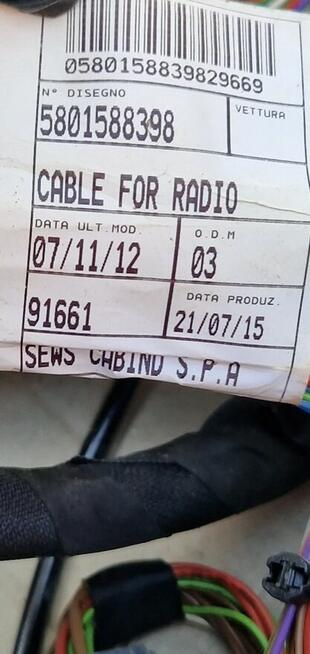 0580158839829669
N° DISEGNO
VETTURA
5801588398
CABLE FOR RADIO
DATA ULT.MOD.
O.D.M
07/11/12
03
DATA PRODUZ.
91661
21/07/15
SEWS CABIND S.P.A